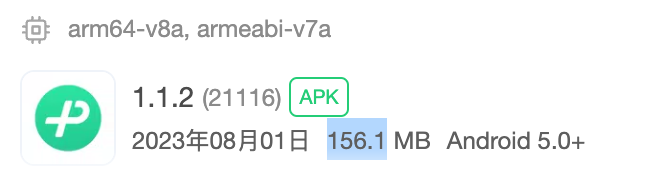 arm64-v8a, armeabi-v7a
1.1.2 (21116) APK
2023年08月01日 156.1 MB Android 5.0+